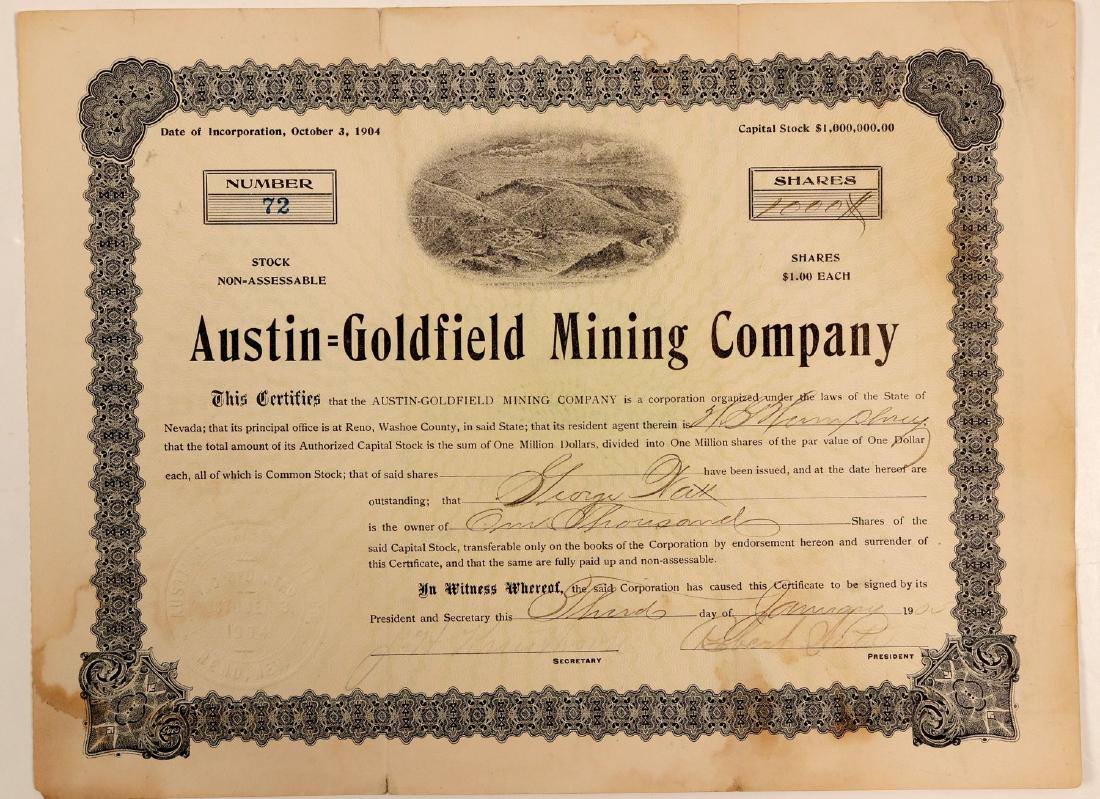 Date of Incorporation, October 3, 1904
Capital Stock $1,000,000.00
NUMBER
72
SHARES
1000
STOCK
NON-ASSESSABLE
SHARES
$1.00 EACH
Austin=Goldfield Mining Company
This Certifies that the AUSTIN-GOLDFIELD MINING COMPANY is a corporation organized under the laws of the State of
Nevada; that its principal office is at Reno, Washoe County, in said State; that its resident agent therein is Humphrey
that the total amount of its Authorized Capital Stock is the sum of One Million Dollars, divided into One Million shares of the par value of One Dollar
each, all of which is Common Stock; that of said shares have been issued, and at the date hereof are
outstanding; that George
is the owner of One Thousand Shares of the
said Capital Stock, transferable only on the books of the Corporation by endorsement hereon and surrender of
this Certificate, and that the same are fully paid up and non-assessable.
In Witness Whereof, the said Corporation has caused this Certificate to be signed by its
President and Secretary this Third day of January 190
SECRETARY
PRESIDENT